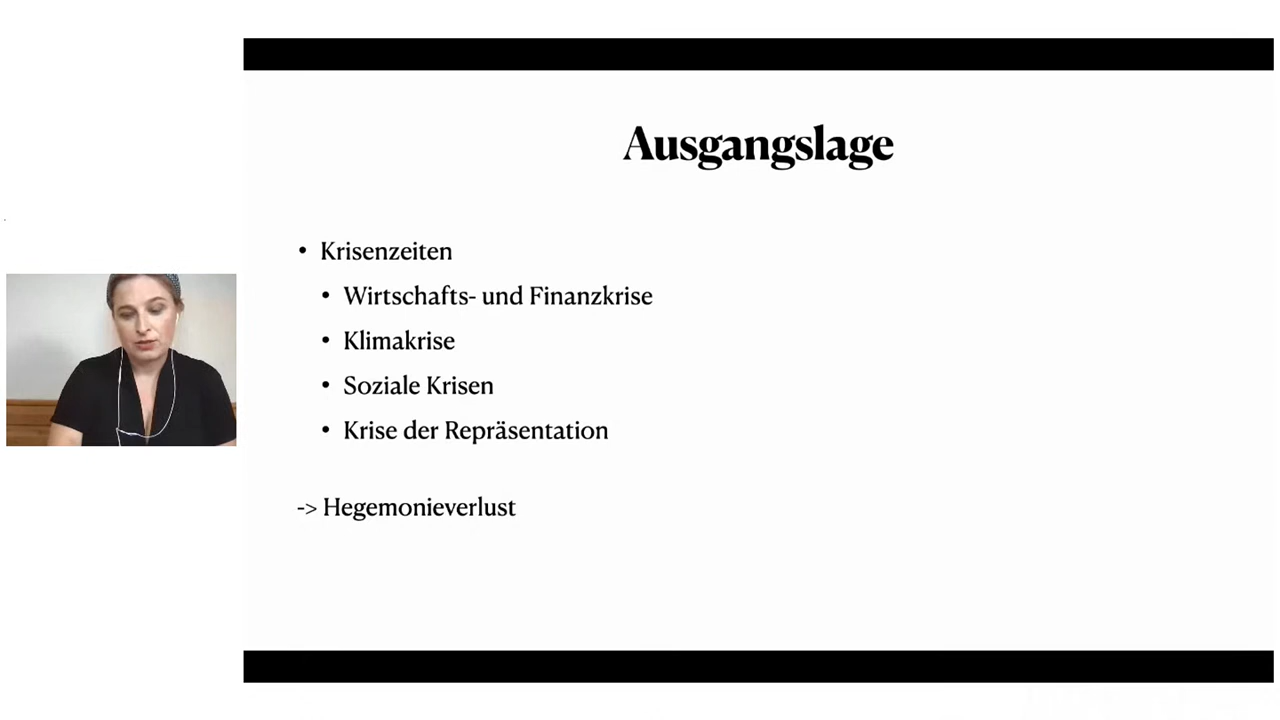 Ausgangslage
• Krisenzeiten
• Wirtschafts- und Finanzkrise
• Klimakrise
• Soziale Krisen
• Krise der Repräsentation
-> Hegemonieverlust